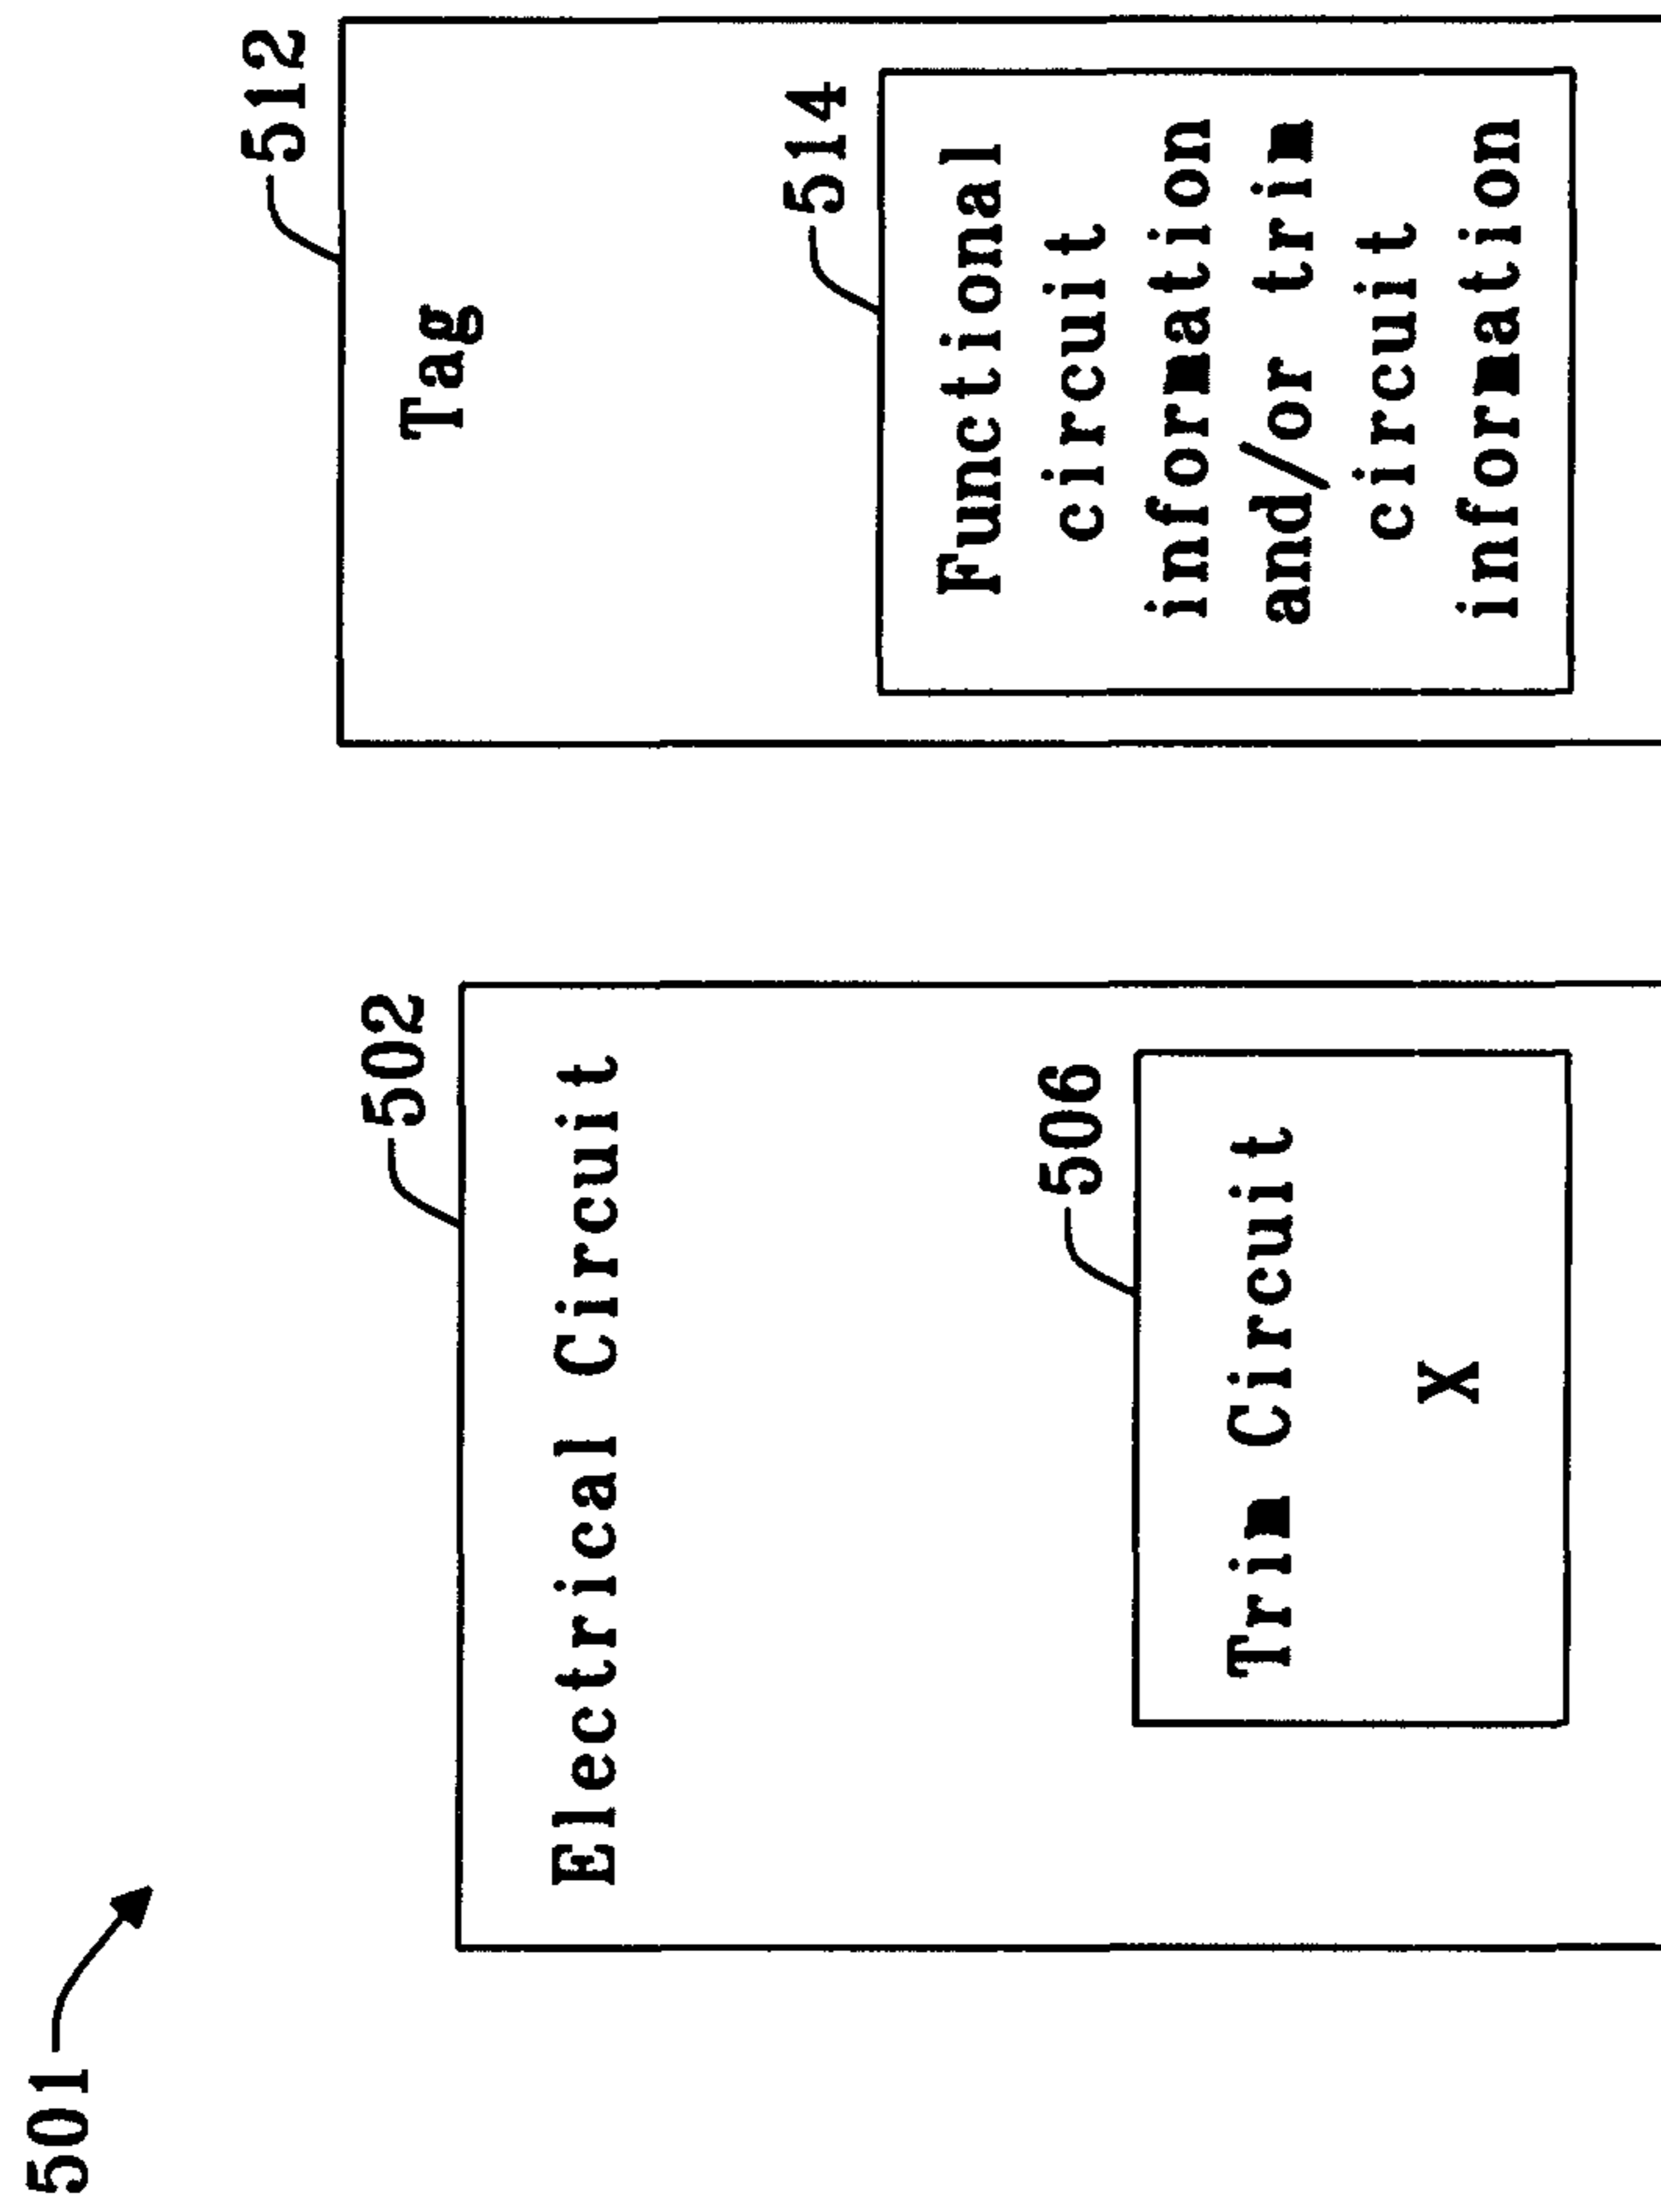 501
502
Electrical Circuit
506
Trim Circuit
X
512
Tag
514
Functional
circuit
information
and/or trim
circuit
information